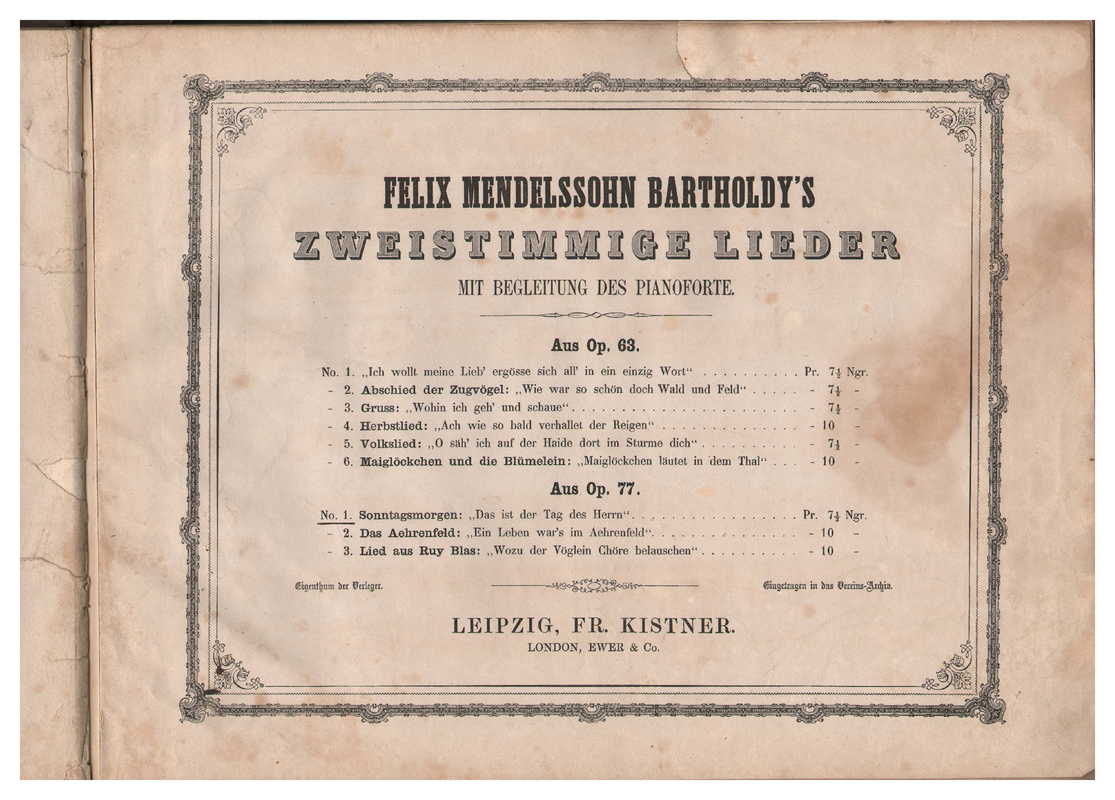 FELIX MENDELSSOHN BARTHOLDY'S
ZWEISTIMMIGE LIEDER
MIT BEGLEITUNG DES PIANOFORTE.
Aus Op. 63.
No. 1. „Ich wollt meine Lieb' ergösse sich all' in ein einzig Wort“ . . . . . . . . . . Pr. 7½ Ngr.
- 2. Abschied der Zugvögel: „Wie war so schön doch Wald und Feld“ . . . . . - 7½ -
- 3. Gruss: „Wohin ich geh' und schaue“ . . . . . . . . . . . . . . . . . . . . . . . - 7½ -
- 4. Herbstlied: „Ach wie so bald verhallet der Reigen“ . . . . . . . . . . . . . . - 10 -
- 5. Volkslied: „O säh' ich auf der Haide dort im Sturme dich“ . . . . . . . . . . - 7½ -
- 6. Maiglöckchen und die Blümelein: „Maiglöckchen läutet in dem Thal“ . . . - 10 -
Aus Op. 77.
No. 1. Sonntagsmorgen: „Das ist der Tag des Herrn“ . . . . . . . . . . . . . . . . . Pr. 7½ Ngr.
- 2. Das Aehrenfeld: „Ein Leben war's im Aehrenfeld“ . . . . . . . . . . . . . . . - 10 -
- 3. Lied aus Ruy Blas: „Wozu der Vöglein Chöre belauschen“ . . . . . . . . . . - 10 -
Eigenthum der Verleger. Eingetragen in das Vereins-Archiv.
LEIPZIG, FR. KISTNER.
LONDON, EWER & Co.